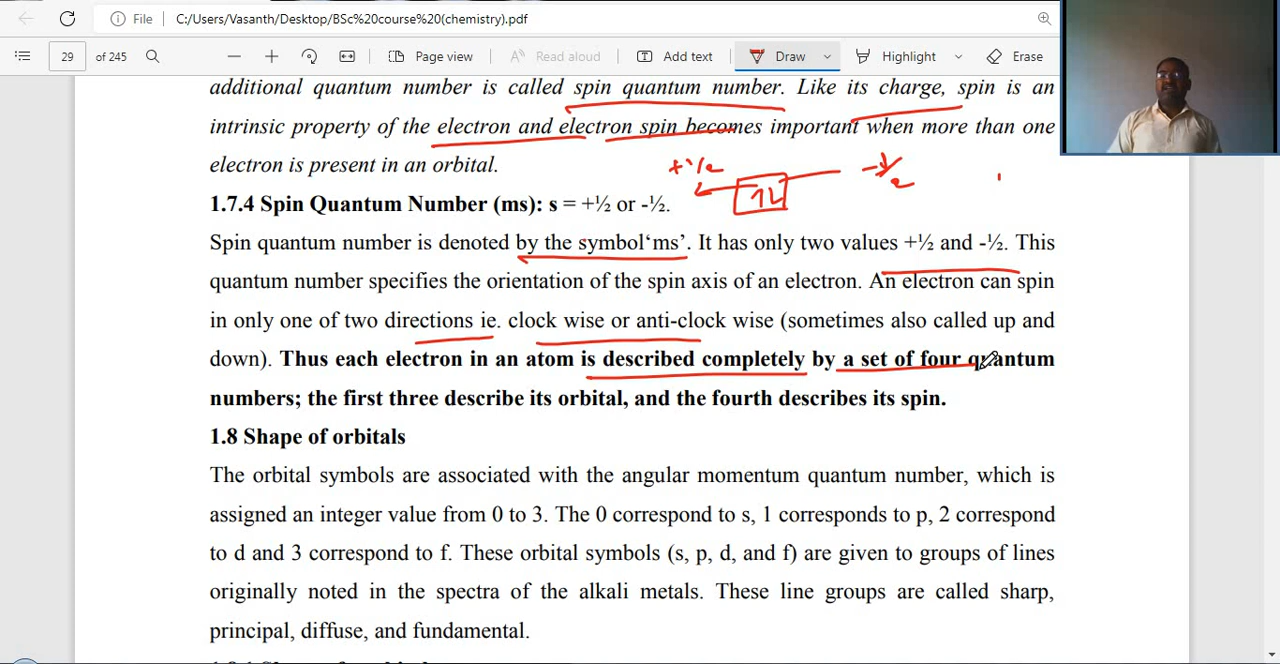 File C:/Users/Vasanth/Desktop/BSc%20course%20(chemistry).pdf
29 of 245 Page view Read aloud Add text Draw Highlight Erase
additional quantum number is called spin quantum number. Like its charge, spin is an
intrinsic property of the electron and electron spin becomes important when more than one
electron is present in an orbital.
+½ -½
1.7.4 Spin Quantum Number (ms): s = +½ or -½.
Spin quantum number is denoted by the symbol‘ms’. It has only two values +½ and -½. This
quantum number specifies the orientation of the spin axis of an electron. An electron can spin
in only one of two directions ie. clock wise or anti-clock wise (sometimes also called up and
down). Thus each electron in an atom is described completely by a set of four quantum
numbers; the first three describe its orbital, and the fourth describes its spin.
1.8 Shape of orbitals
The orbital symbols are associated with the angular momentum quantum number, which is
assigned an integer value from 0 to 3. The 0 correspond to s, 1 corresponds to p, 2 correspond
to d and 3 correspond to f. These orbital symbols (s, p, d, and f) are given to groups of lines
originally noted in the spectra of the alkali metals. These line groups are called sharp,
principal, diffuse, and fundamental.